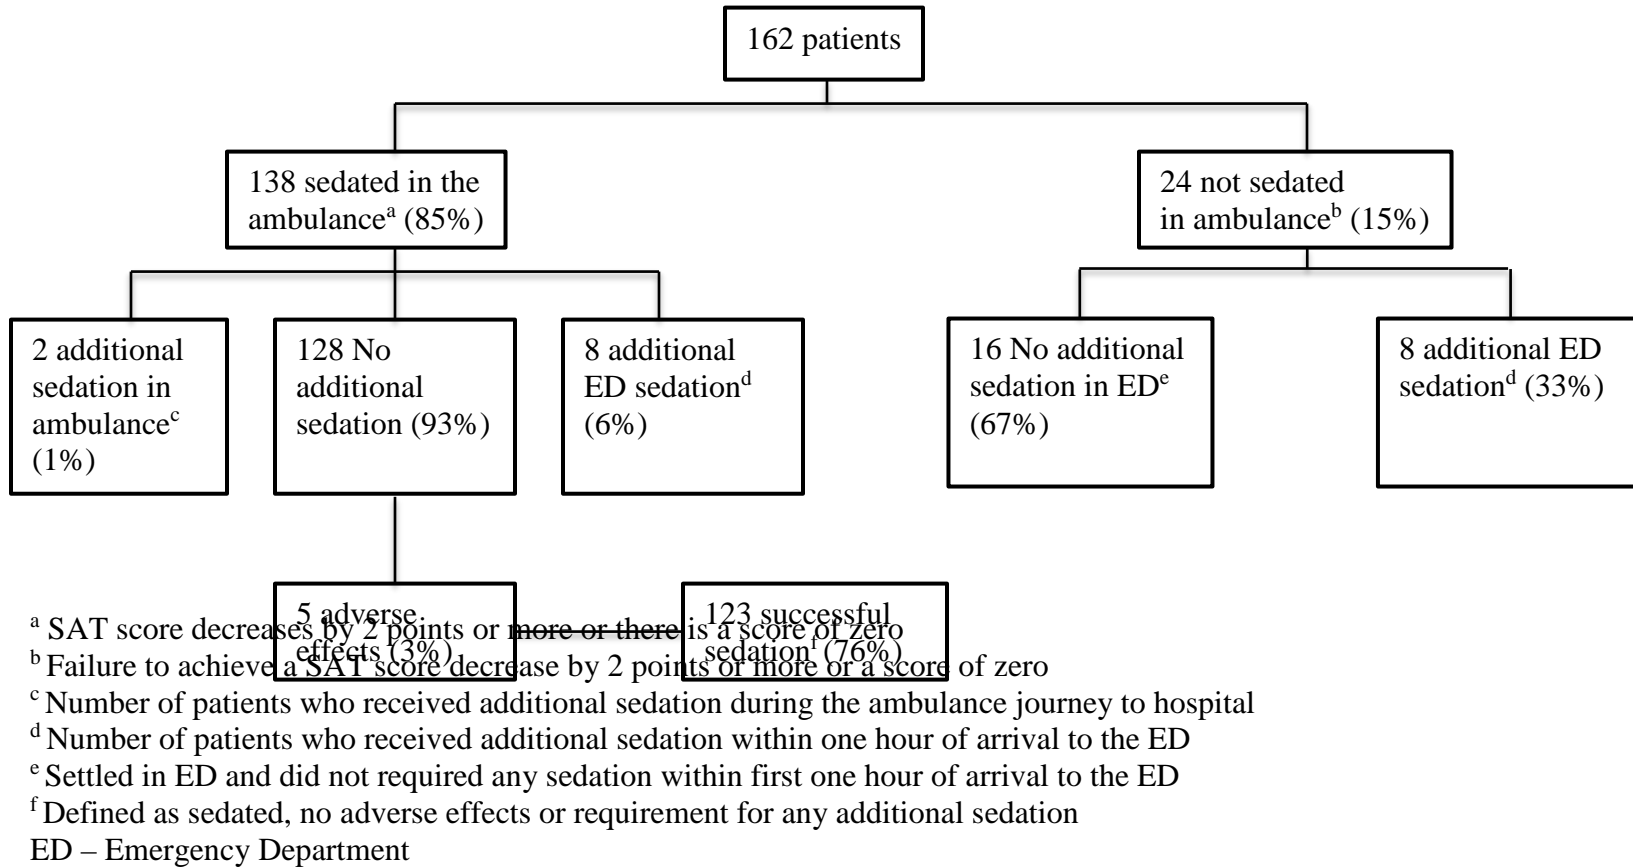 162 patients
138 sedated in the
ambulanceᵃ (85%)
24 not sedated
in ambulanceᵇ (15%)
2 additional
sedation in
ambulanceᶜ
(1%)
128 No
additional
sedation (93%)
8 additional
ED sedationᵈ
(6%)
16 No additional
sedation in EDᵉ
(67%)
8 additional ED
sedationᵈ (33%)
5 adverse
effects (3%)
123 successful
sedationᶠ (76%)
ᵃ SAT score decreases by 2 points or more or there is a score of zero
ᵇ Failure to achieve a SAT score decrease by 2 points or more or a score of zero
ᶜ Number of patients who received additional sedation during the ambulance journey to hospital
ᵈ Number of patients who received additional sedation within one hour of arrival to the ED
ᵉ Settled in ED and did not required any sedation within first one hour of arrival to the ED
ᶠ Defined as sedated, no adverse effects or requirement for any additional sedation
ED – Emergency Department